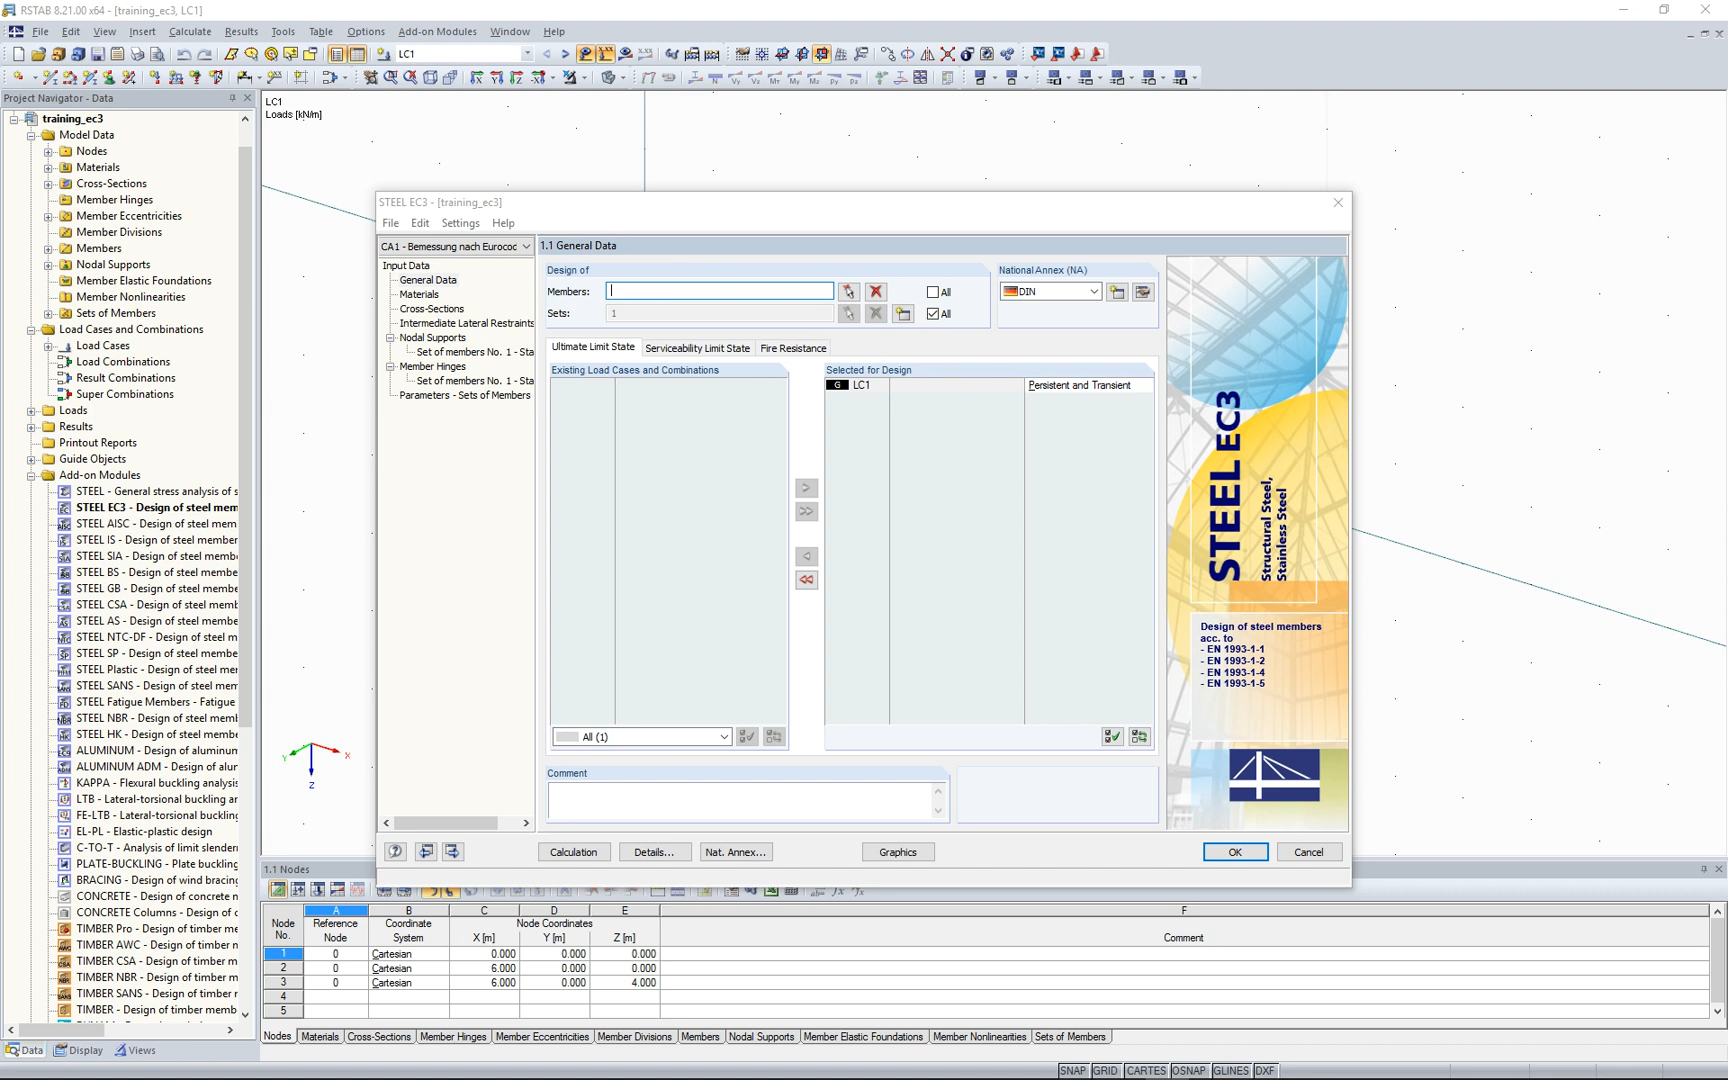 RSTAB 8.21.00 x64 - [training_ec3, LC1]
File Edit View Insert Calculate Results Tools Table Options Add-on Modules Window Help
LC1
Project Navigator - Data
training_ec3
Model Data
Nodes
Materials
Cross-Sections
Member Hinges
Member Eccentricities
Member Divisions
Members
Nodal Supports
Member Elastic Foundations
Member Nonlinearities
Sets of Members
Load Cases and Combinations
Load Cases
Load Combinations
Result Combinations
Super Combinations
Loads
Results
Printout Reports
Guide Objects
Add-on Modules
STEEL - General stress analysis of s
STEEL EC3 - Design of steel mem
STEEL AISC - Design of steel mem
STEEL IS - Design of steel member
STEEL SIA - Design of steel membe
STEEL BS - Design of steel membe
STEEL GB - Design of steel membe
STEEL CSA - Design of steel memb
STEEL AS - Design of steel membe
STEEL NTC-DF - Design of steel m
STEEL SP - Design of steel membe
STEEL Plastic - Design of steel mer
STEEL SANS - Design of steel mem
STEEL Fatigue Members - Fatigue
STEEL NBR - Design of steel memb
STEEL HK - Design of steel membe
ALUMINUM - Design of aluminun
ALUMINUM ADM - Design of alur
KAPPA - Flexural buckling analysis
LTB - Lateral-torsional buckling ar
FE-LTB - Lateral-torsional buckling
EL-PL - Elastic-plastic design
C-TO-T - Analysis of limit slender
PLATE-BUCKLING - Plate buckling
BRACING - Design of wind bracing
CONCRETE - Design of concrete n
CONCRETE Columns - Design of c
TIMBER Pro - Design of timber me
TIMBER AWC - Design of timber n
TIMBER CSA - Design of timber m
TIMBER NBR - Design of timber m
TIMBER SANS - Design of timber r
TIMBER - Design of timber memb
Data Display Views
LC1
Loads [kN/m]
X
Y
Z
STEEL EC3 - [training_ec3]
File Edit Settings Help
CA1 - Bemessung nach Eurocod
Input Data
General Data
Materials
Cross-Sections
Intermediate Lateral Restraints
Nodal Supports
Set of members No. 1 - Sta
Member Hinges
Set of members No. 1 - Sta
Parameters - Sets of Members
1.1 General Data
Design of
Members:
All
Sets: 1
All
National Annex (NA)
DIN
Ultimate Limit State Serviceability Limit State Fire Resistance
Existing Load Cases and Combinations
All (1)
Selected for Design
G LC1 Persistent and Transient
Comment
STEEL EC3
Structural Steel,
Stainless Steel
Design of steel members
acc. to
- EN 1993-1-1
- EN 1993-1-2
- EN 1993-1-4
- EN 1993-1-5
Calculation Details... Nat. Annex... Graphics OK Cancel
1.1 Nodes
A B C D E F
Node Reference Coordinate Node Coordinates
No. Node System X [m] Y [m] Z [m] Comment
1 0 Cartesian 0.000 0.000 0.000
2 0 Cartesian 6.000 0.000 0.000
3 0 Cartesian 6.000 0.000 4.000
4
5
Nodes Materials Cross-Sections Member Hinges Member Eccentricities Member Divisions Members Nodal Supports Member Elastic Foundations Member Nonlinearities Sets of Members
SNAP GRID CARTES OSNAP GLINES DXF